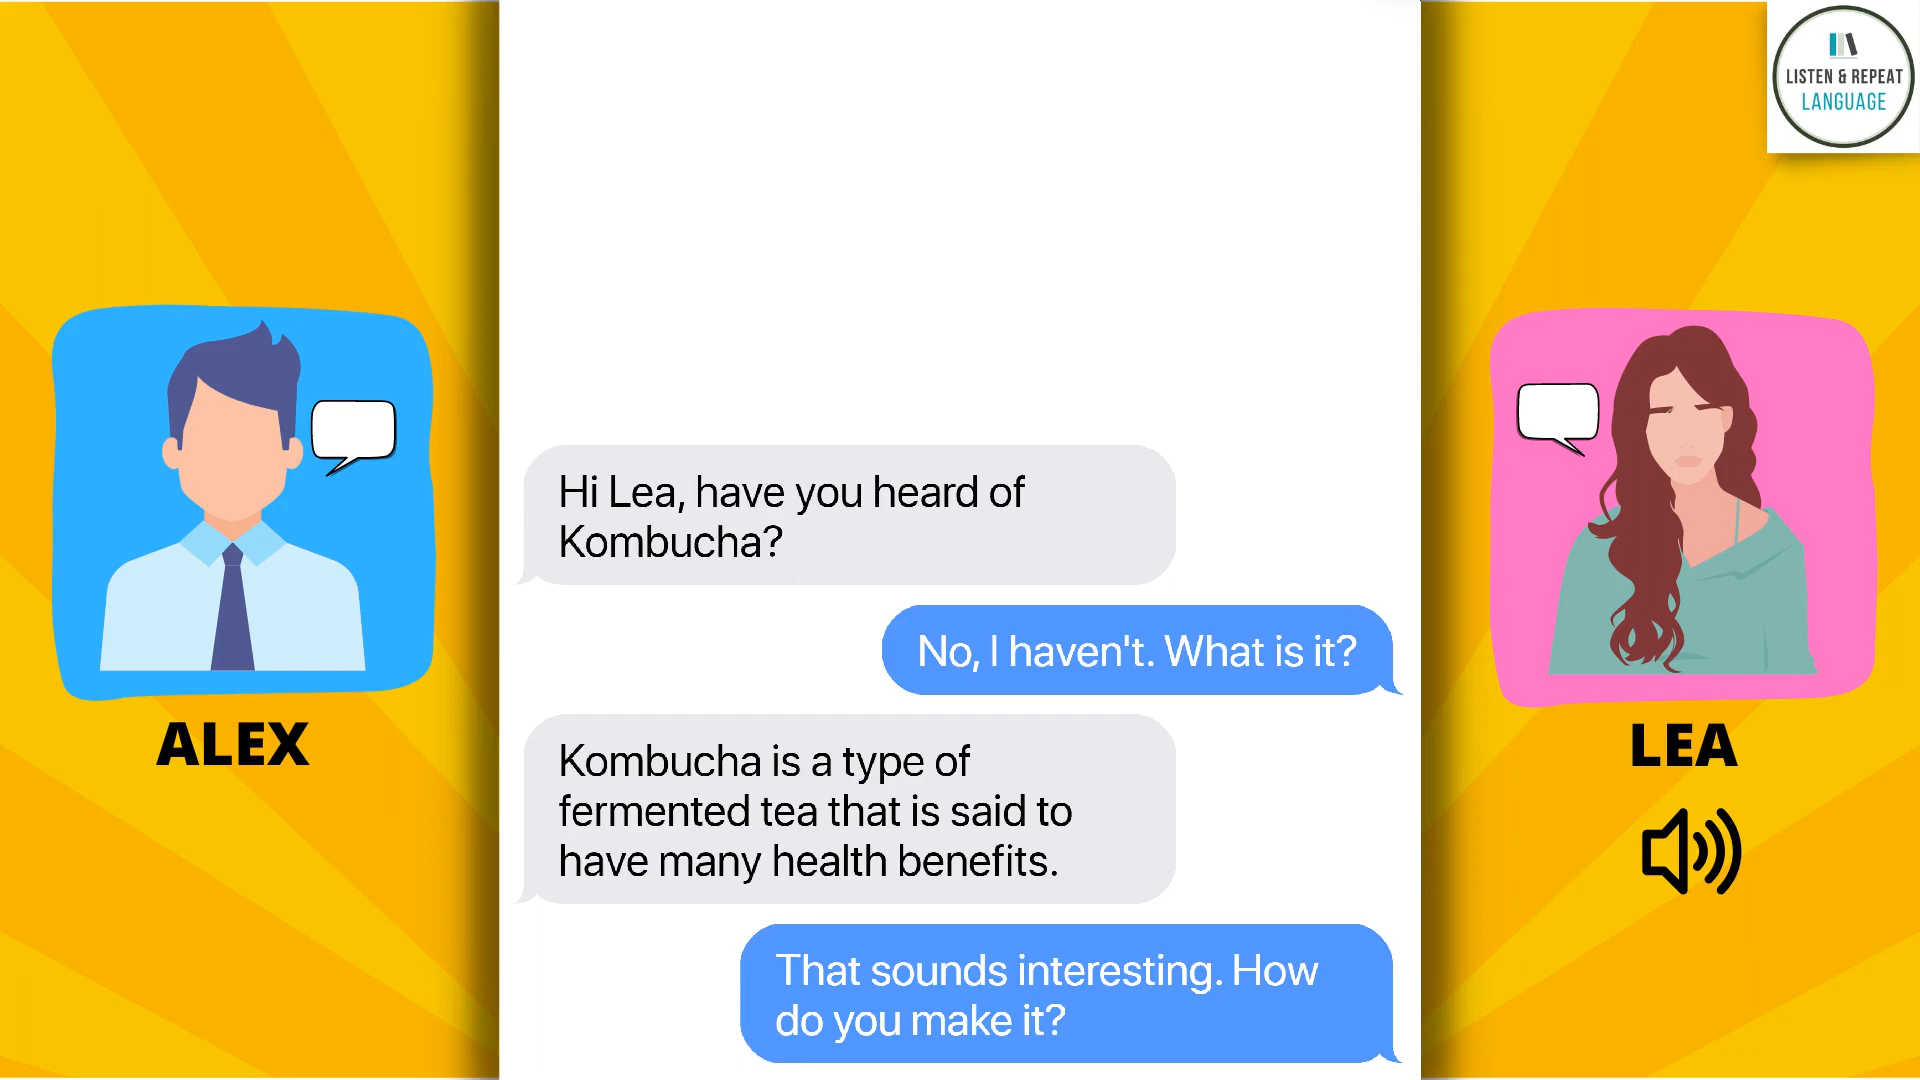 LISTEN & REPEAT
LANGUAGE
Hi Lea, have you heard of
Kombucha?
No, I haven't. What is it?
Kombucha is a type of
fermented tea that is said to
have many health benefits.
That sounds interesting. How
do you make it?
ALEX
LEA